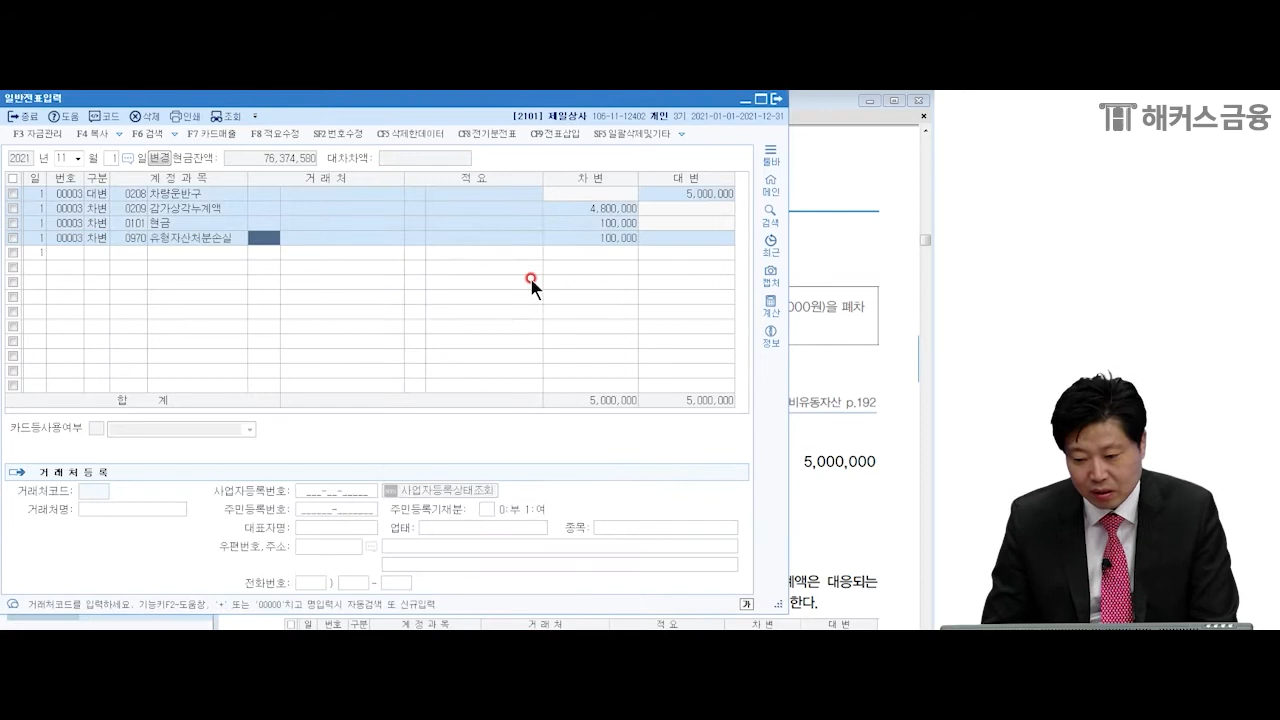 해커스금융
일반전표입력
종료 도움 코드 삭제 인쇄 조회 [2101] 제일상사 105-11-12402 개인 37기 2021-01-01~2021-12-31
F3 자금관리 F4 복사 F6 검색 F7 카드매출 F8 적요수정 SF2 번호수정 CF5 삭제한데이터 CF8 전기분전표 CF9 전표삽입 SF5 일괄삭제및기타
2021 년 1 월 1 일 변경 현금잔액: 76,374,580 대차차액:
일 번호 구분 계 정 과 목 거 래 처 적 요 차 변 대 변
1 00003 대변 0208 차량운반구 5,000,000
1 00003 차변 0209 감가상각누계액 4,800,000
1 00003 차변 0101 현금 100,000
1 00003 차변 0970 유형자산처분손실 100,000
1
합 계 5,000,000 5,000,000
카드등사용여부
거 래 처 등 록
거래처코드: 사업자등록번호: ___-__-_____ 사업자등록상태조회
거래처명: 주민등록번호: ______-_______ 주민등록기재분: 0:부 1:여
대표자명: 업태: 종목:
우편번호,주소:
전화번호: ) -
거래처코드를 입력하세요. 기능키F2-도움창, '+' 또는 '00000'치고 명입력시 자동검색 또 신규입력 가
툴바
메인
검색
최근
캡처
계산
정보
000원)을 폐차
비유동자산 p.192
5,000,000
계액은 대응되는
한다.
일 번호 구분 계 정 과 목 거 래 처 적 요 차 변 대 변